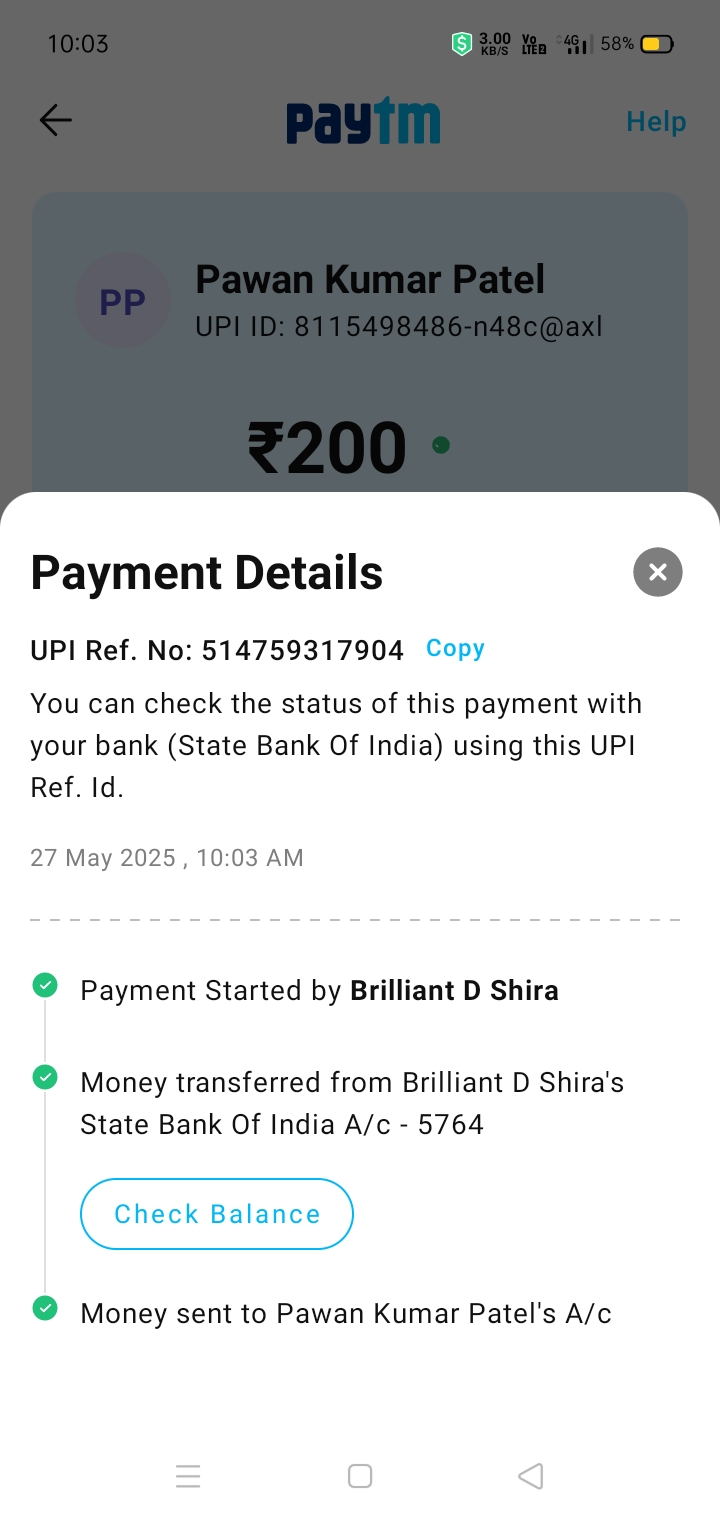 10:03
3.00
KB/S
Vo
LTE2
4G
58%
paytm
Help
PP
Pawan Kumar Patel
UPI ID: 8115498486-n48c@axl
₹200
Payment Details
UPI Ref. No: 514759317904 Copy
You can check the status of this payment with
your bank (State Bank Of India) using this UPI
Ref. Id.
27 May 2025 , 10:03 AM
Payment Started by Brilliant D Shira
Money transferred from Brilliant D Shira's
State Bank Of India A/c - 5764
Check Balance
Money sent to Pawan Kumar Patel's A/c